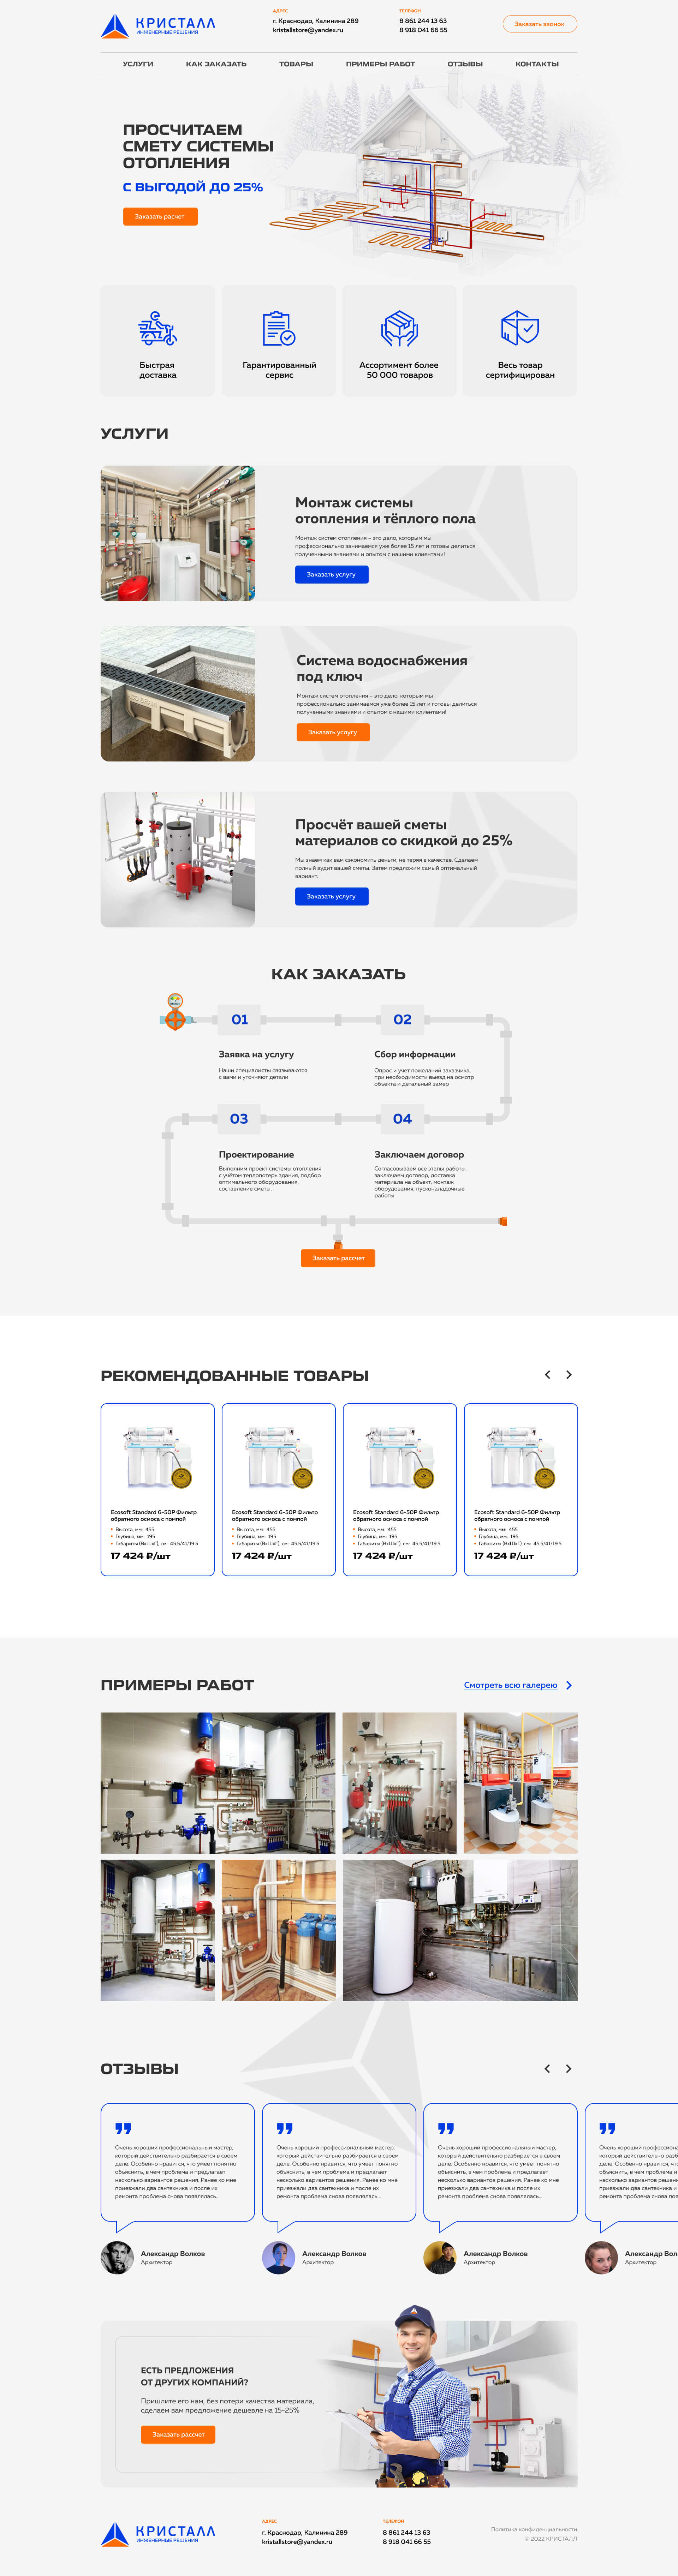 КРИСТАЛЛ
ИНЖЕНЕРНЫЕ РЕШЕНИЯ
АДРЕС
г. Краснодар, Калинина 289
kristallstore@yandex.ru
ТЕЛЕФОН
8 861 244 13 63
8 918 041 66 55
Заказать звонок
УСЛУГИ
КАК ЗАКАЗАТЬ
ТОВАРЫ
ПРИМЕРЫ РАБОТ
ОТЗЫВЫ
КОНТАКТЫ
ПРОСЧИТАЕМ
СМЕТУ СИСТЕМЫ
ОТОПЛЕНИЯ
С ВЫГОДОЙ ДО 25%
Заказать расчет
Быстрая
доставка
Гарантированный
сервис
Ассортимент более
50 000 товаров
Весь товар
сертифицирован
УСЛУГИ
Монтаж системы
отопления и тёплого пола
Монтаж систем отопления – это дело, которым мы
профессионально занимаемся уже более 15 лет и готовы делиться
полученными знаниями и опытом с нашими клиентами!
Заказать услугу
Система водоснабжения
под ключ
Монтаж систем отопления – это дело, которым мы
профессионально занимаемся уже более 15 лет и готовы делиться
полученными знаниями и опытом с нашими клиентами!
Заказать услугу
Просчёт вашей сметы
материалов со скидкой до 25%
Мы знаем как вам сэкономить деньги, не теряя в качестве. Сделаем
полный аудит вашей сметы. Затем предложим самый оптимальный
вариант.
Заказать услугу
КАК ЗАКАЗАТЬ
01
02
Заявка на услугу
Наши специалисты связываются
с вами и уточняют детали
Сбор информации
Опрос и учет пожеланий заказчика,
при необходимости выезд на осмотр
объекта и детальный замер
03
04
Проектирование
Выполним проект системы отопления
с учётом теплопотерь здания, подбор
оптимального оборудования,
составление сметы.
Заключаем договор
Согласовываем все этапы работы,
заключаем договор, доставка
материала на объект, монтаж
оборудования, пусконаладочные
работы
Заказать рассчет
РЕКОМЕНДОВАННЫЕ ТОВАРЫ
Ecosoft Standard 6-50P Фильтр
обратного осмоса с помпой
Высота, мм: 455
Глубина, мм: 195
Габариты (ВхШхГ), см: 45.5/41/19.5
17 424 ₽/шт
Ecosoft Standard 6-50P Фильтр
обратного осмоса с помпой
Высота, мм: 455
Глубина, мм: 195
Габариты (ВхШхГ), см: 45.5/41/19.5
17 424 ₽/шт
Ecosoft Standard 6-50P Фильтр
обратного осмоса с помпой
Высота, мм: 455
Глубина, мм: 195
Габариты (ВхШхГ), см: 45.5/41/19.5
17 424 ₽/шт
Ecosoft Standard 6-50P Фильтр
обратного осмоса с помпой
Высота, мм: 455
Глубина, мм: 195
Габариты (ВхШхГ), см: 45.5/41/19.5
17 424 ₽/шт
ПРИМЕРЫ РАБОТ
Смотреть всю галерею
ОТЗЫВЫ
Очень хороший профессиональный мастер,
который действительно разбирается в своем
деле. Особенно нравится, что умеет понятно
объяснить, в чем проблема и предлагает
несколько вариантов решения. Ранее ко мне
приезжали два сантехника и после их
ремонта проблема снова появлялась...
Александр Волков
Архитектор
Очень хороший профессиональный мастер,
который действительно разбирается в своем
деле. Особенно нравится, что умеет понятно
объяснить, в чем проблема и предлагает
несколько вариантов решения. Ранее ко мне
приезжали два сантехника и после их
ремонта проблема снова появлялась...
Александр Волков
Архитектор
Очень хороший профессиональный мастер,
который действительно разбирается в своем
деле. Особенно нравится, что умеет понятно
объяснить, в чем проблема и предлагает
несколько вариантов решения. Ранее ко мне
приезжали два сантехника и после их
ремонта проблема снова появлялась...
Александр Волков
Архитектор
Очень хороший
который действительно
деле. Особенно нравится,
объяснить, в чем проблема и
несколько вариантов
приезжали два сантехника и
ремонта проблема снова
Александр
Архитектор
ЕСТЬ ПРЕДЛОЖЕНИЯ
ОТ ДРУГИХ КОМПАНИЙ?
Пришлите его нам, без потери качества материала,
сделаем вам предложение дешевле на 15-25%
Заказать рассчет
КРИСТАЛЛ
ИНЖЕНЕРНЫЕ РЕШЕНИЯ
АДРЕС
г. Краснодар, Калинина 289
kristallstore@yandex.ru
ТЕЛЕФОН
8 861 244 13 63
8 918 041 66 55
Политика конфиденциальности
© 2022 КРИСТАЛЛ